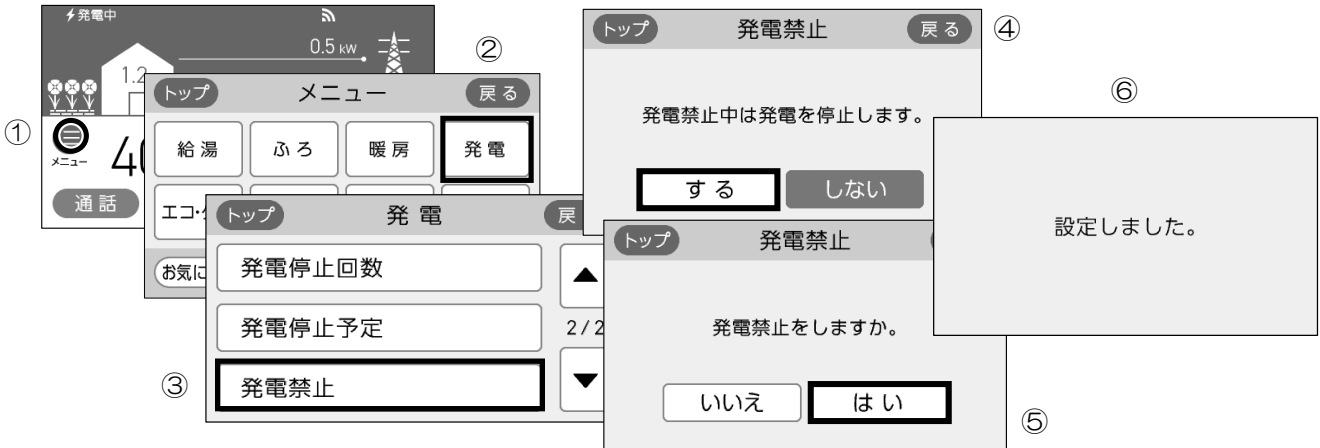 ⚡発電中
0.5 kW
1.2
①
メニュー
40
通話
②
トップ
メニュー
戻る
給湯
ふろ
暖房
発電
エコ・
お気に
トップ
発電
戻
発電停止回数
発電停止予定
発電禁止
▲
2/2
▼
③
トップ
発電禁止
戻る
④
発電禁止中は発電を停止します。
する
しない
トップ
発電禁止
発電禁止をしますか。
いいえ
はい
⑤
⑥
設定しました。